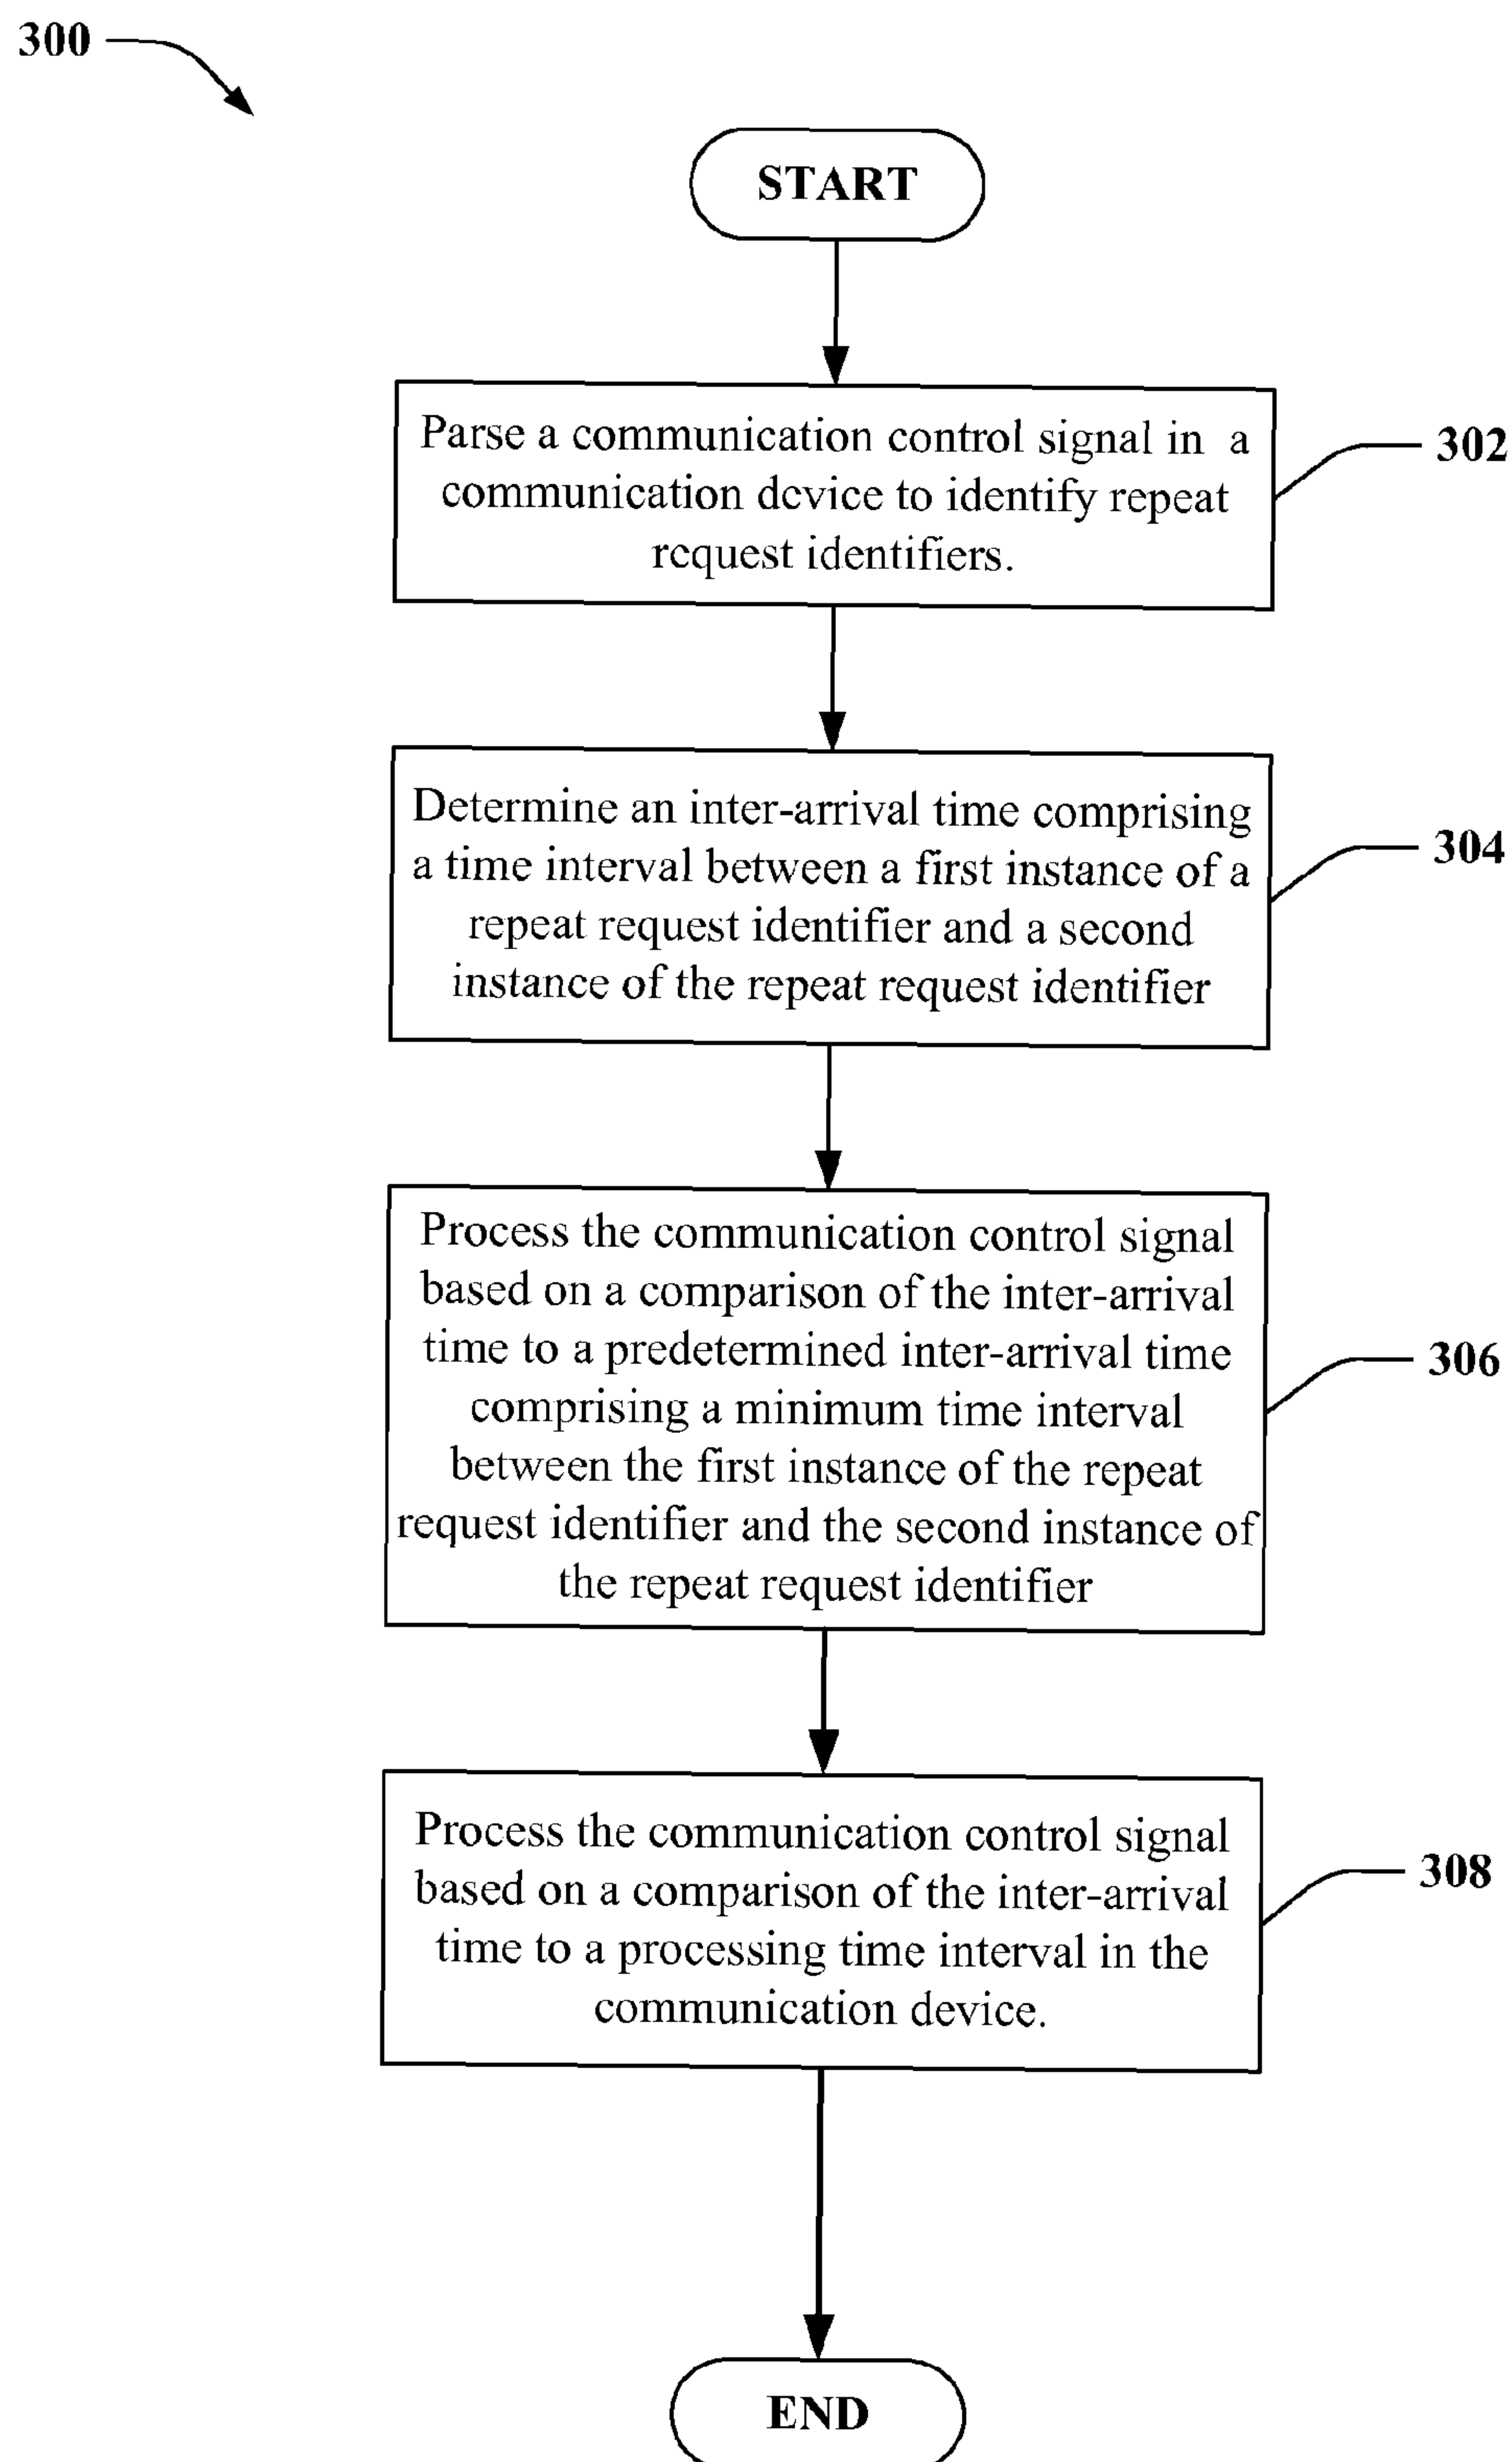 300
START
Parse a communication control signal in a
communication device to identify repeat
request identifiers.
302
Determine an inter-arrival time comprising
a time interval between a first instance of a
repeat request identifier and a second
instance of the repeat request identifier
304
Process the communication control signal
based on a comparison of the inter-arrival
time to a predetermined inter-arrival time
comprising a minimum time interval
between the first instance of the repeat
request identifier and the second instance of
the repeat request identifier
306
Process the communication control signal
based on a comparison of the inter-arrival
time to a processing time interval in the
communication device.
308
END